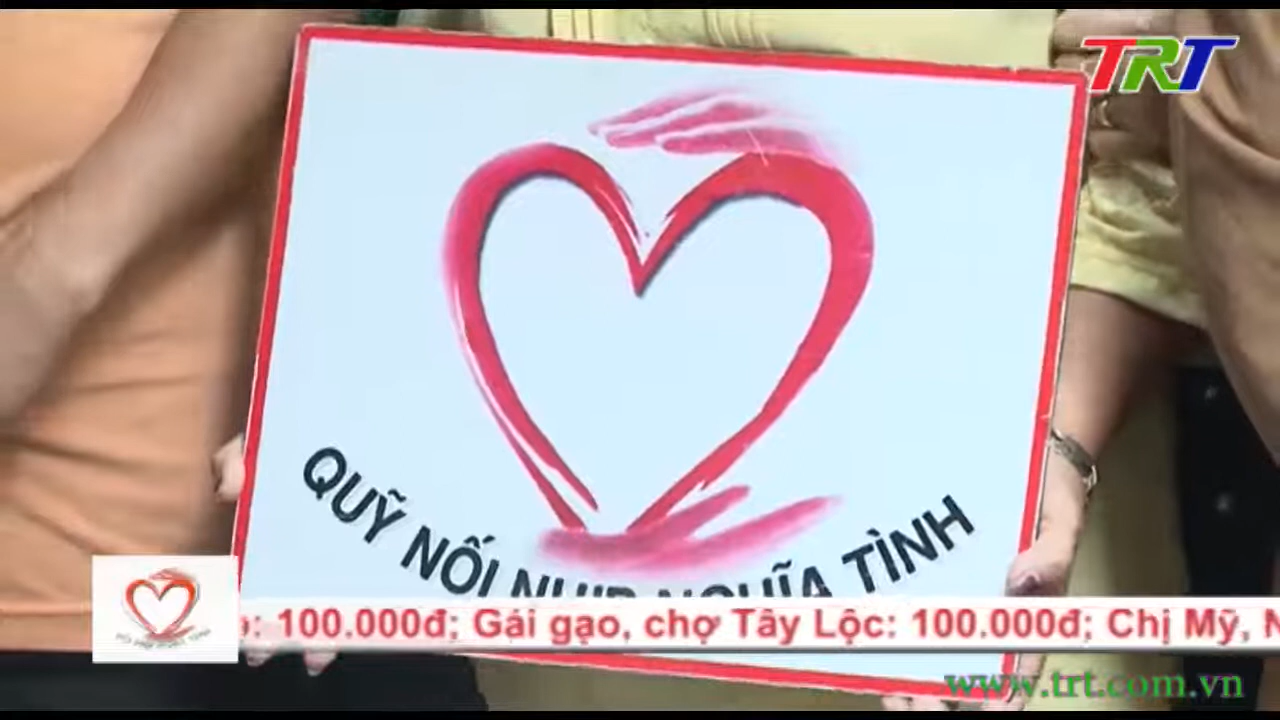 TRT
QUỸ NỐI NHỊP NGHĨA TÌNH
: 100.000đ; Gái gạo, chợ Tây Lộc: 100.000đ; Chị Mỹ, N
www.trt.com.vn